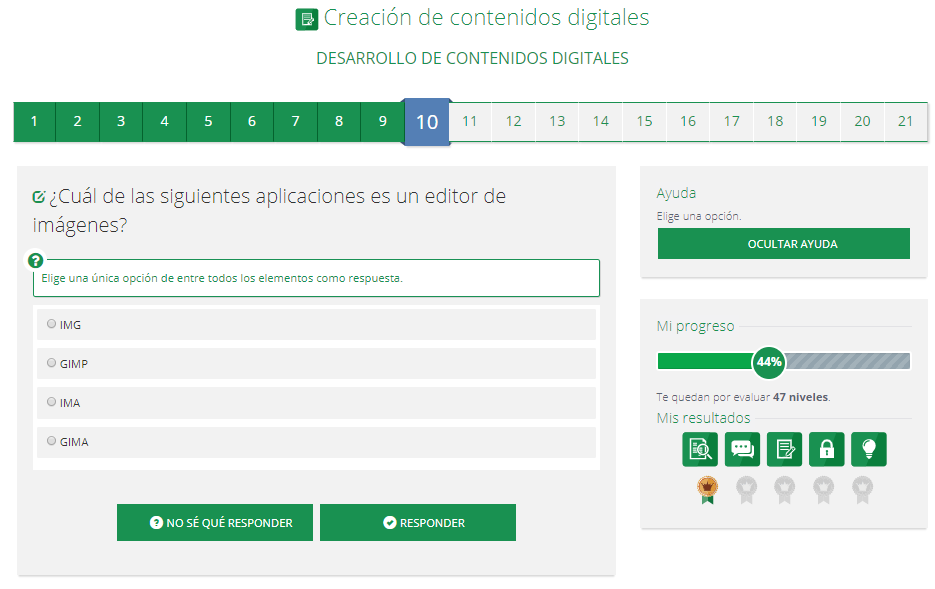 Creación de contenidos digitales
DESARROLLO DE CONTENIDOS DIGITALES
1 2 3 4 5 6 7 8 9 10 11 12 13 14 15 16 17 18 19 20 21
¿Cuál de las siguientes aplicaciones es un editor de
imágenes?
?
Elige una única opción de entre todos los elementos como respuesta.
IMG
GIMP
IMA
GIMA
? NO SÉ QUÉ RESPONDER
RESPONDER
Ayuda
Elige una opción.
OCULTAR AYUDA
Mi progreso
44%
Te quedan por evaluar 47 niveles.
Mis resultados